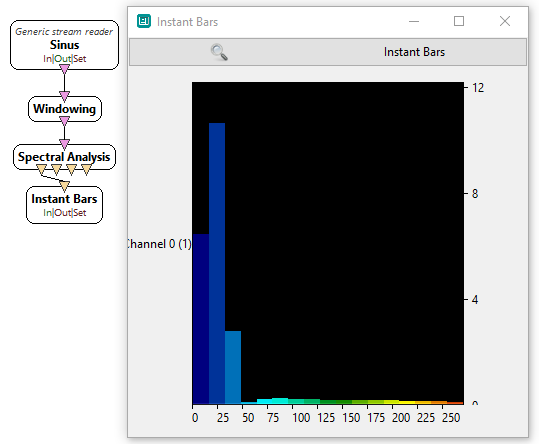 Generic stream reader
Sinus
In|Out|Set
Windowing
Spectral Analysis
Instant Bars
In|Out|Set
Instant Bars
Instant Bars
12
8
4
0
Channel 0 (1)
0 25 50 75 100 125 150 175 200 225 250